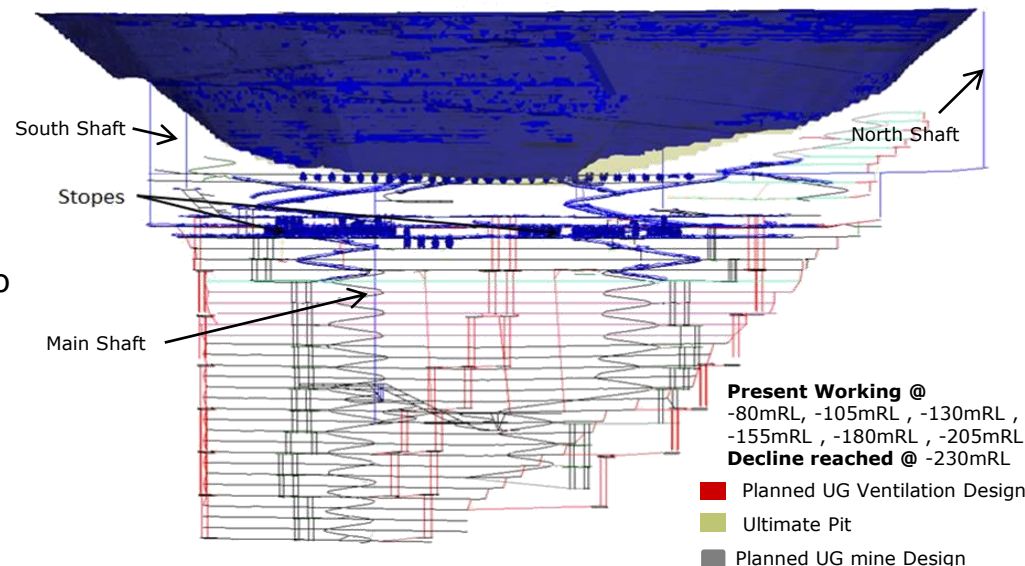 South Shaft
North Shaft
Stopes
Main Shaft
Present Working @
-80mRL, -105mRL , -130mRL ,
-155mRL , -180mRL , -205mRL
Decline reached @ -230mRL
Planned UG Ventilation Design
Ultimate Pit
Planned UG mine Design